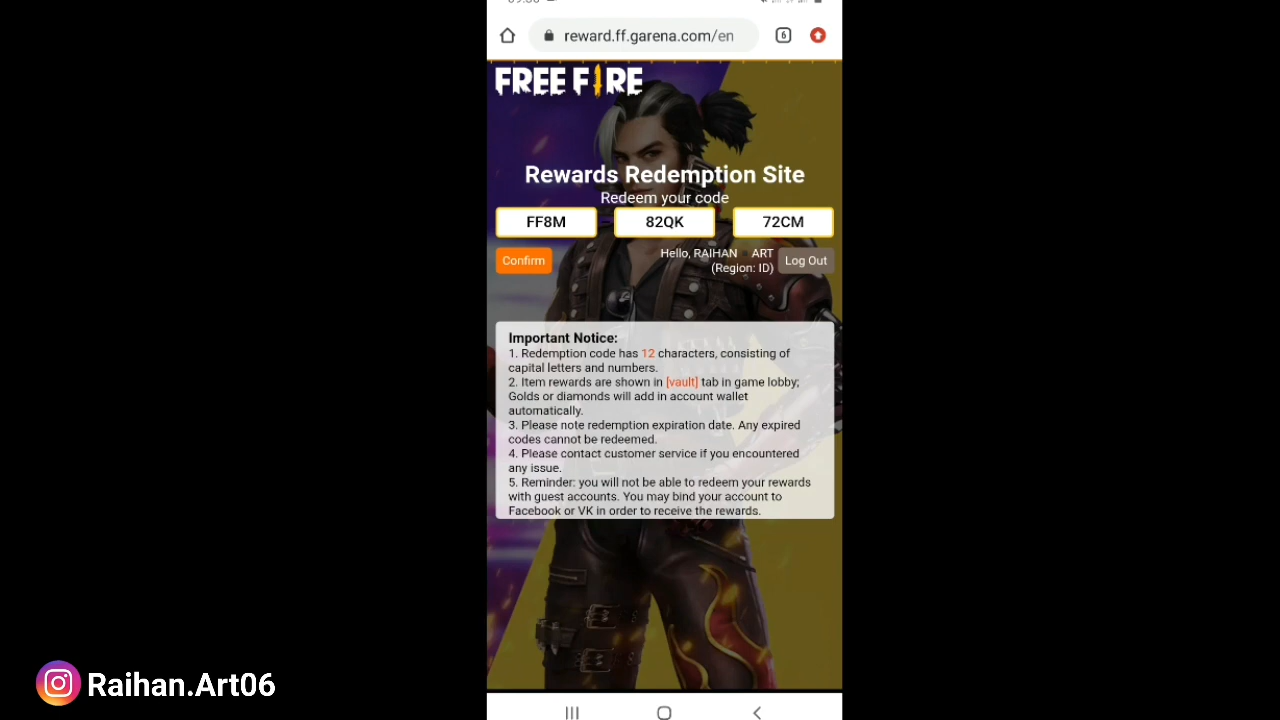 reward.ff.garena.com/en
6
FREE FIRE
Rewards Redemption Site
Redeem your code
FF8M 82QK 72CM
Confirm
Hello, RAIHAN ART
(Region: ID)
Log Out
Important Notice:
1. Redemption code has 12 characters, consisting of
capital letters and numbers.
2. Item rewards are shown in [vault] tab in game lobby;
Golds or diamonds will add in account wallet
automatically.
3. Please note redemption expiration date. Any expired
codes cannot be redeemed.
4. Please contact customer service if you encountered
any issue.
5. Reminder: you will not be able to redeem your rewards
with guest accounts. You may bind your account to
Facebook or VK in order to receive the rewards.
Raihan.Art06